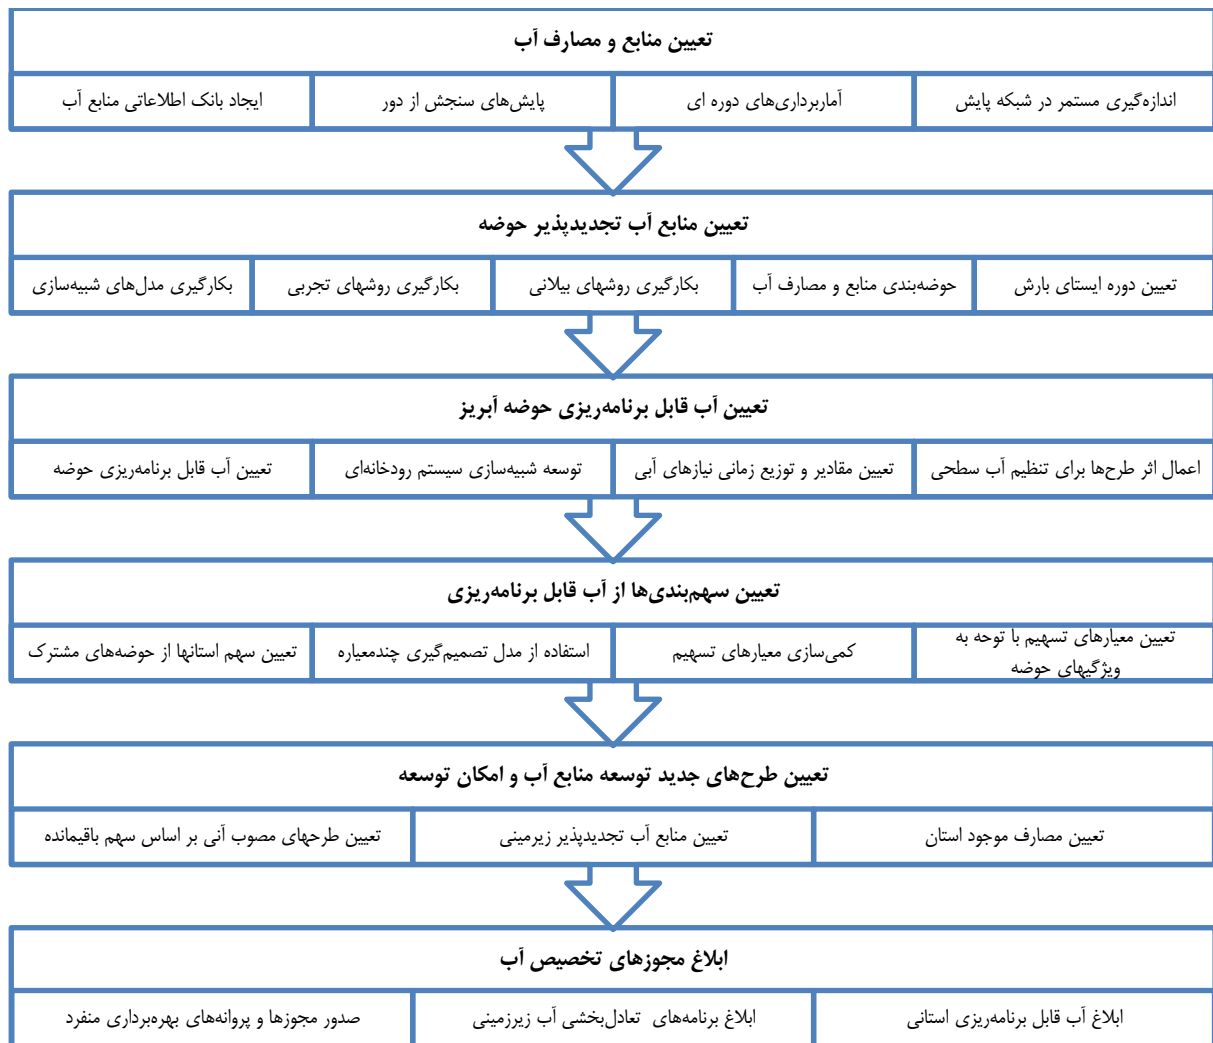 تعیین منابع و مصارف آب
اندازه‌گیری مستمر در شبکه پایش
آماربرداری‌های دوره ای
پایش‌های سنجش از دور
ایجاد بانک اطلاعاتی منابع آب
تعیین منابع آب تجدیدپذیر حوضه
تعیین دوره ایستای بارش
حوضه‌بندی منابع و مصارف آب
بکارگیری روشهای بیلانی
بکارگیری روشهای تجربی
بکارگیری مدل‌های شبیه‌سازی
تعیین آب قابل برنامه‌ریزی حوضه آبریز
اعمال اثر طرح‌ها برای تنظیم آب سطحی
تعیین مقادیر و توزیع زمانی نیازهای آبی
توسعه شبیه‌سازی سیستم رودخانه‌ای
تعیین آب قابل برنامه‌ریزی حوضه
تعیین سهم‌بندی‌ها از آب قابل برنامه‌ریزی
تعیین معیارهای تسهیم با توجه به
ویژگیهای حوضه
کمی‌سازی معیارهای تسهیم
استفاده از مدل تصمیم‌گیری چندمعیاره
تعیین سهم استانها از حوضه‌های مشترک
تعیین طرح‌های جدید توسعه منابع آب و امکان توسعه
تعیین مصارف موجود استان
تعیین منابع آب تجدیدپذیر زیرمینی
تعیین طرحهای مصوب آتی بر اساس سهم باقیمانده
ابلاغ مجوزهای تخصیص آب
ابلاغ آب قابل برنامه‌ریزی استانی
ابلاغ برنامه‌های تعادل‌بخشی آب زیرزمینی
صدور مجوزها و پروانه‌های بهره‌برداری منفرد